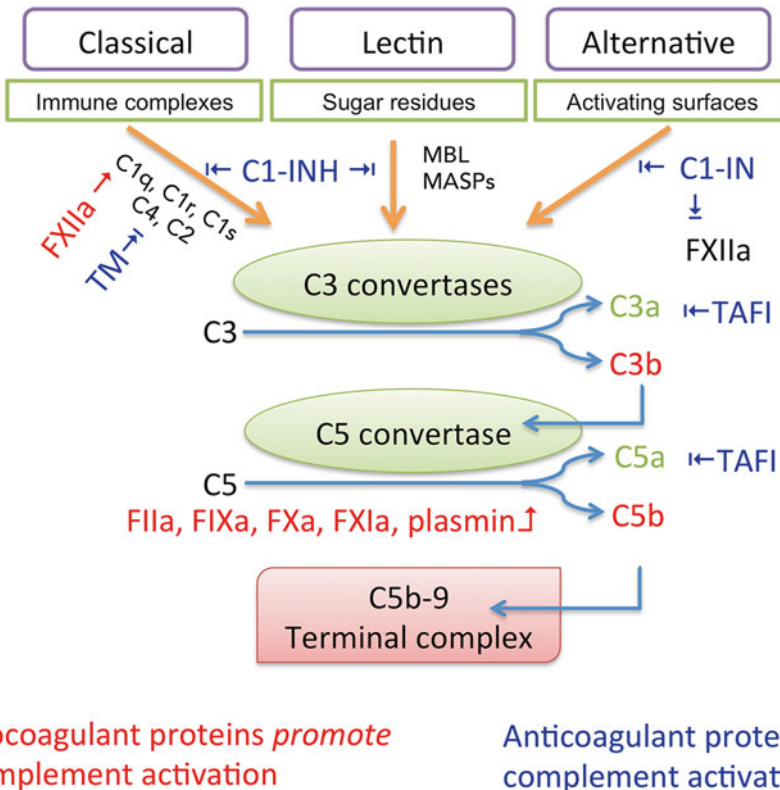 Classical
Lectin
Alternative
Immune complexes
Sugar residues
Activating surfaces
FXIIa
C1q, C1r, C1s
C4, C2
TM
C1-INH
MBL
MASPs
C1-IN
FXIIa
C3 convertases
C3
C3a
TAFI
C3b
C5 convertase
C5
C5a
TAFI
FIIa, FIXa, FXa, FXIa, plasmin
C5b
C5b-9
Terminal complex
ocoagulant proteins promote
mplement activation
Anticoagulant prote
complement activat